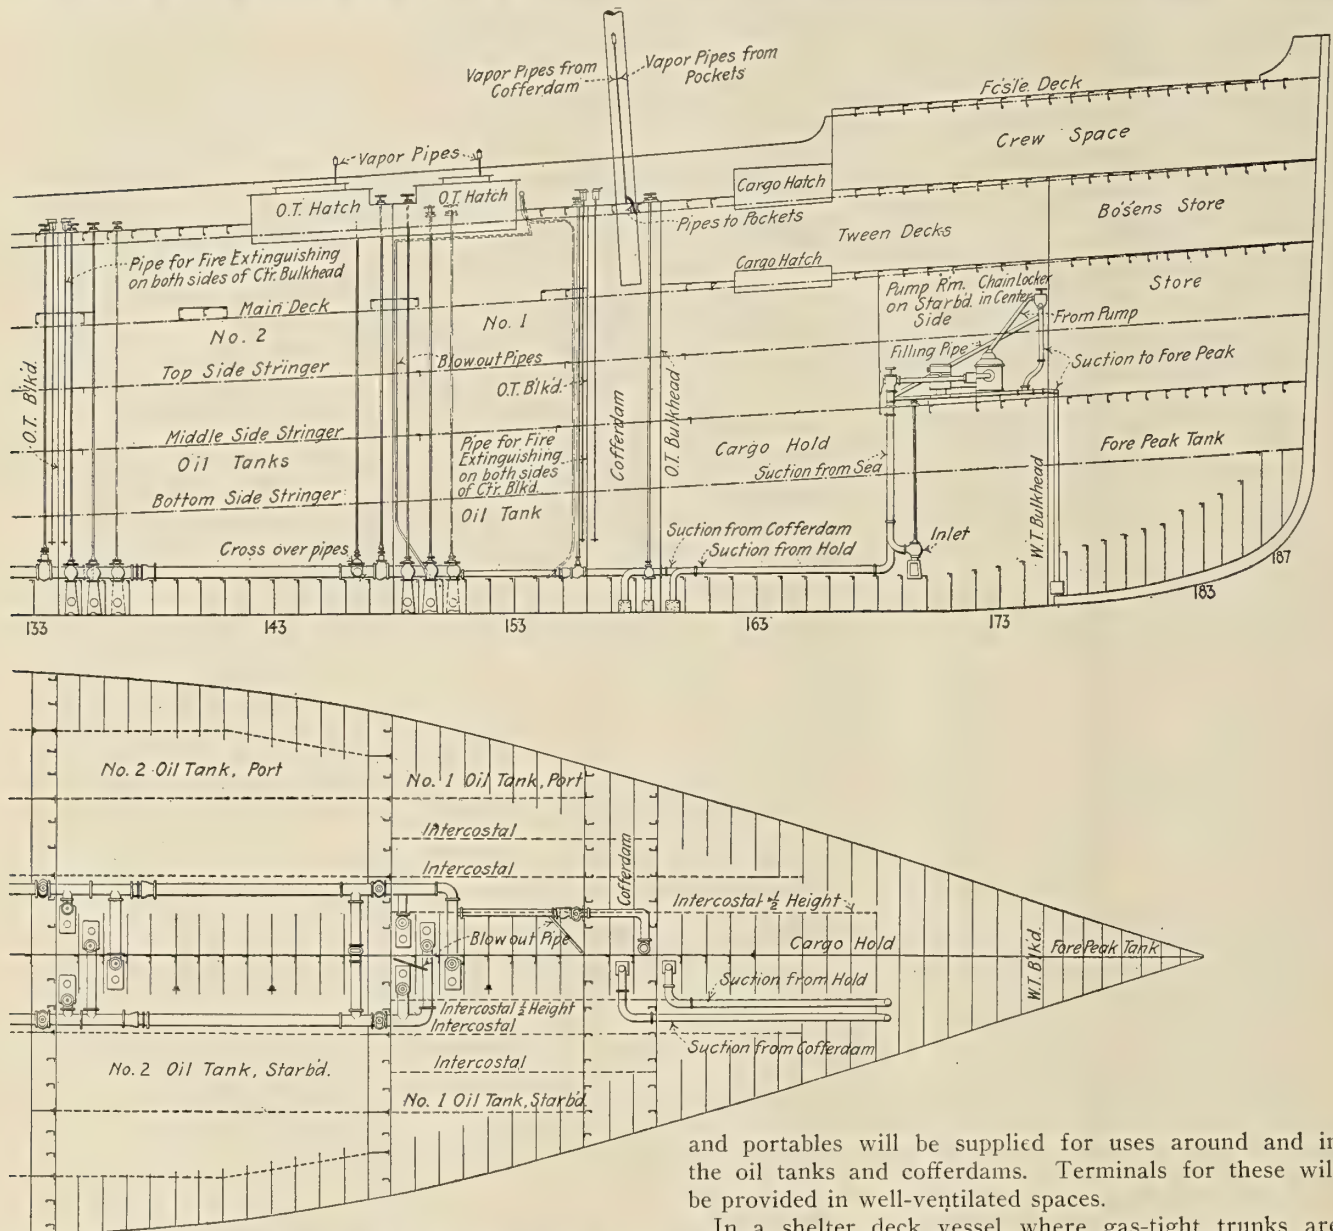 Vapor Pipes from
Cofferdam
Vapor Pipes from
Pockets
Fc'sle. Deck
Crew Space
Vapor Pipes
O.T. Hatch
O.T. Hatch
Cargo Hatch
Pipes to Pockets
Bo'sens Store
Tween Decks
Pipe for Fire Extinguishing
on both sides of Ctr. Bulkhead
Cargo Hatch
Pump Rm.
on Starb'd.
Side
Chain Locker
in Center
Store
Main Deck
No. 2
No. 1
From Pump
Filling Pipe
Suction to Fore Peak
Top Side Stringer
Blowout Pipes
O.T. Blk'd.
O.T. Bl'k'd.
Cofferdam
O.T. Bulkhead
Middle Side Stringer
Oil Tanks
Pipe for Fire
Extinguishing
on both sides
of Ctr. Blkd.
Cargo Hold
Suction from Sea
Fore Peak Tank
Bottom Side Stringer
Oil Tank
W.T. Bulkhead
Cross over pipes
Suction from Cofferdam
Suction from Hold
Inlet
133
143
153
163
173
183
187
No. 2 Oil Tank, Port
No. 1 Oil Tank, Port
Intercostal
Cofferdam
Intercostal
Intercostal ½ Height
Blow out Pipe
Cargo Hold
W.T. B'lk'd.
Fore Peak Tank
Suction from Hold
Intercostal ½ Height
Intercostal
Suction from Cofferdam
Intercostal
No. 2 Oil Tank, Starb'd.
No. 1 Oil Tank, Starb'd.
and portables will be supplied for uses around and in
the oil tanks and cofferdams. Terminals for these will
be provided in well-ventilated spaces.
In a shelter deck vessel where gas-tight trunks are